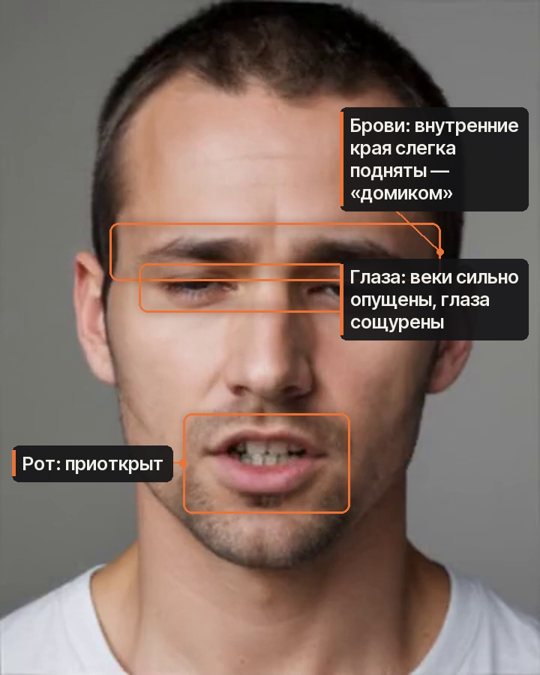 Брови: внутренние
края слегка
подняты —
«домиком»
Глаза: веки сильно
опущены, глаза
сощурены
Рот: приоткрыт